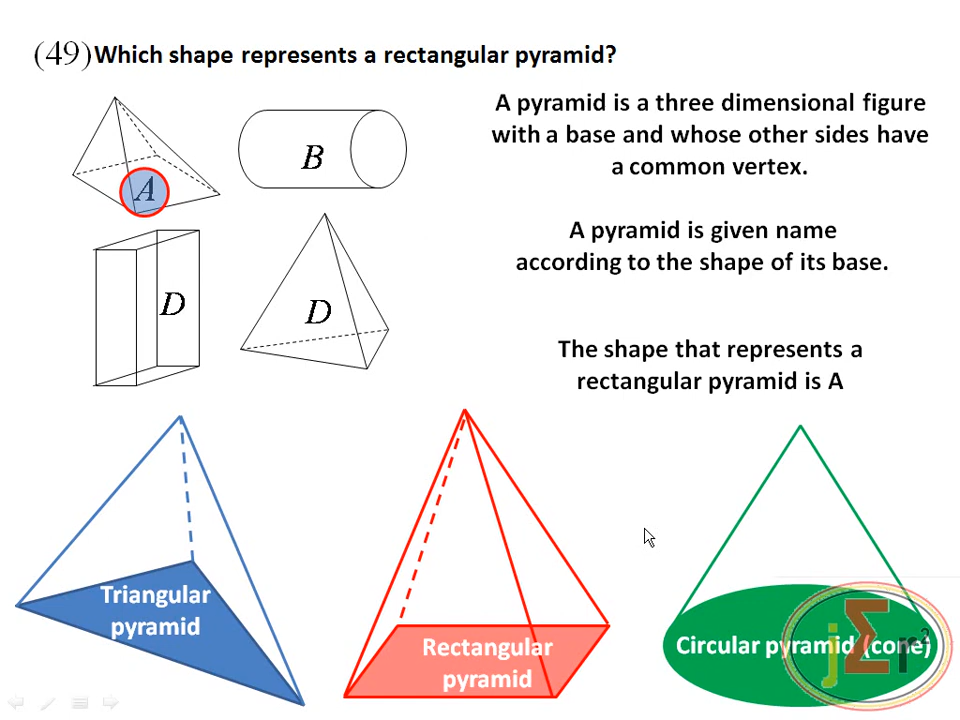 (49) Which shape represents a rectangular pyramid?
A pyramid is a three dimensional figure
with a base and whose other sides have
a common vertex.
A
B
A pyramid is given name
according to the shape of its base.
D
D
The shape that represents a
rectangular pyramid is A
Triangular
pyramid
Rectangular
pyramid
Circular pyramid (cone)
jΣr²